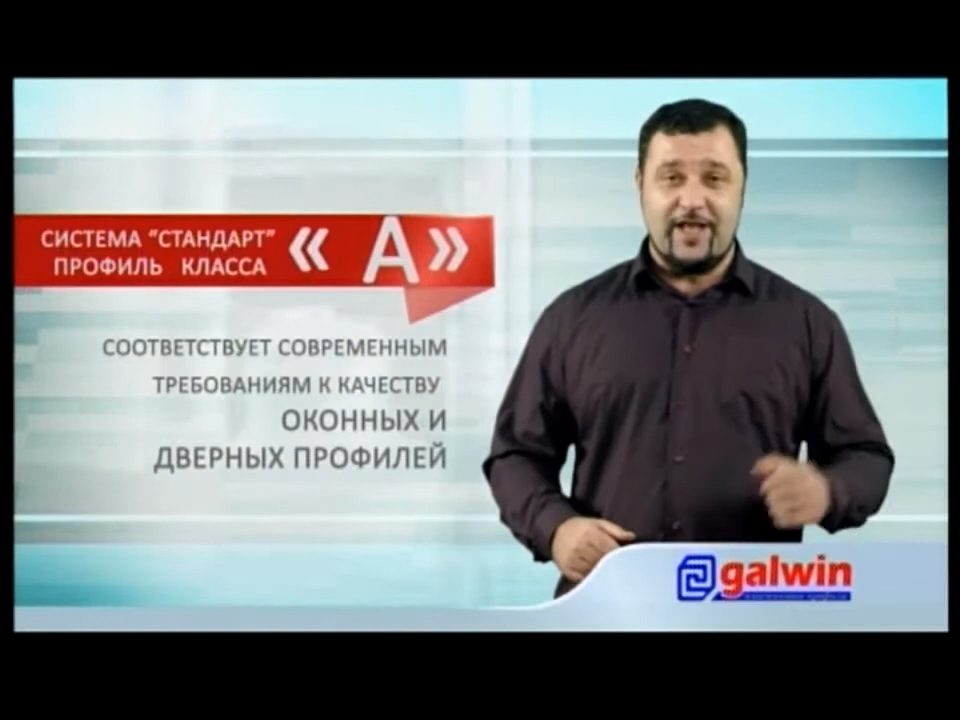 СИСТЕМА "СТАНДАРТ"
ПРОФИЛЬ КЛАССА
« А»
СООТВЕТСТВУЕТ СОВРЕМЕННЫМ
ТРЕБОВАНИЯМ К КАЧЕСТВУ
ОКОННЫХ И
ДВЕРНЫХ ПРОФИЛЕЙ
galwin